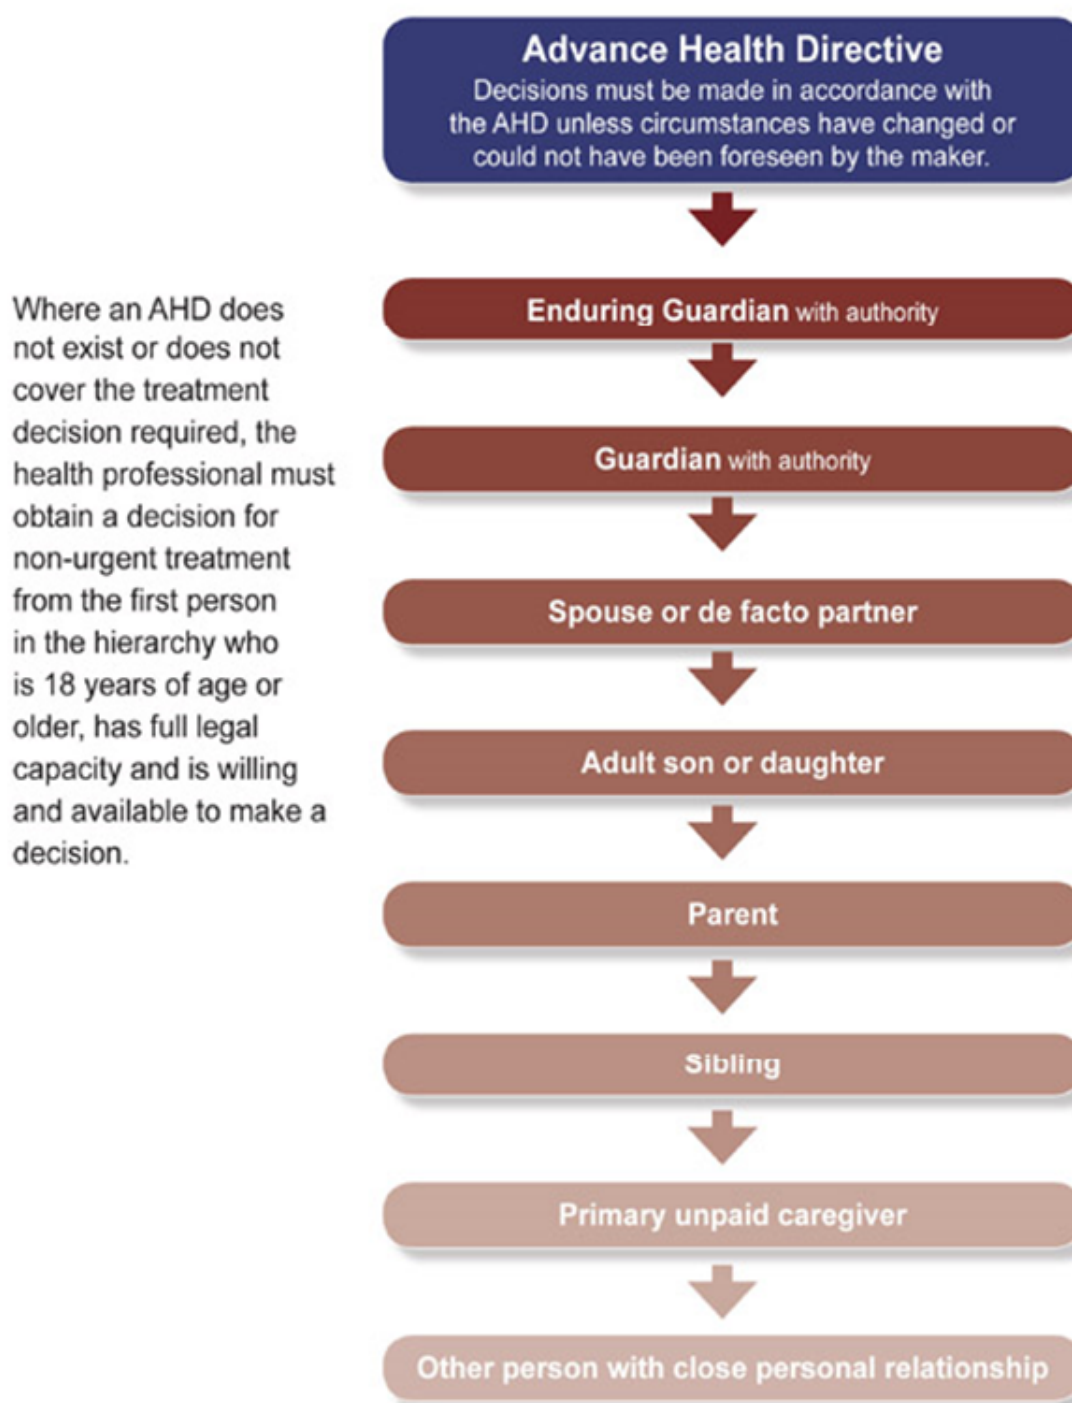 Advance Health Directive
Decisions must be made in accordance with
the AHD unless circumstances have changed or
could not have been foreseen by the maker.
Where an AHD does
not exist or does not
cover the treatment
decision required, the
health professional must
obtain a decision for
non-urgent treatment
from the first person
in the hierarchy who
is 18 years of age or
older, has full legal
capacity and is willing
and available to make a
decision.
Enduring Guardian with authority
Guardian with authority
Spouse or de facto partner
Adult son or daughter
Parent
Sibling
Primary unpaid caregiver
Other person with close personal relationship